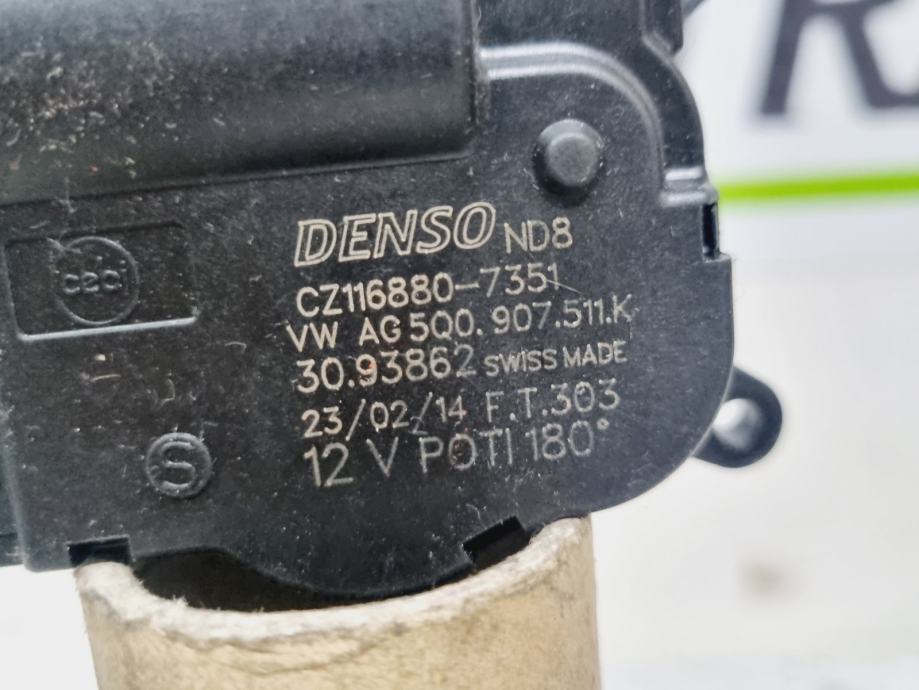 DENSO ND8
CZ116880-7351
VW AG 5Q0.907.511.K
30.93862 SWISS MADE
23/02/14 F.T.303
12 V POTI 180°
S